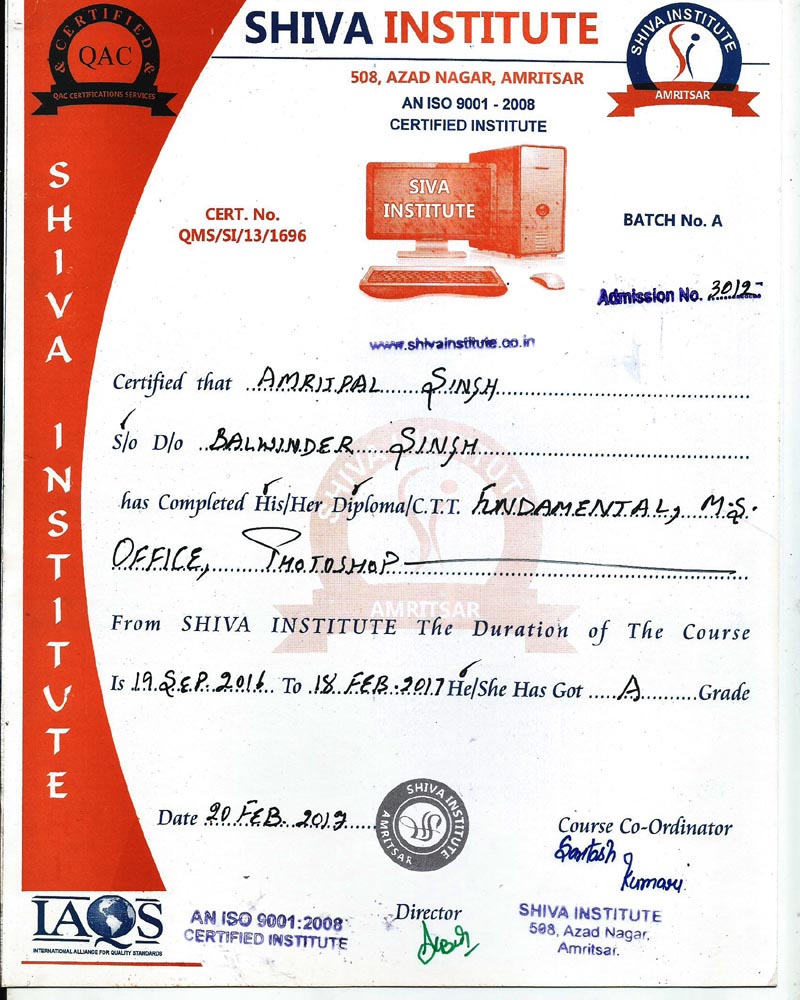 SHIVA INSTITUTE
508, AZAD NAGAR, AMRITSAR
AN ISO 9001 - 2008
CERTIFIED INSTITUTE
CERTIFIED
QAC
QAC CERTIFICATIONS SERVICES
SHIVA INSTITUTE
AMRITSAR
SHIVA INSTITUTE
SIVA
INSTITUTE
CERT. No.
QMS/SI/13/1696
BATCH No. A
Admission No. 3012
www.shivainstitute.co.in
Certified that AMRITPAL SINGH
S/o D/o BALWINDER SINGH
has Completed His/Her Diploma/C.T.T. FUNDAMENTAL, M.S.
OFFICE, PHOTOSHOP
SHIVA INSTITUTE
AMRITSAR
From SHIVA INSTITUTE The Duration of The Course
Is 19 SEP. 2016 To 18 FEB. 2017 He/She Has Got A Grade
Date 20 FEB. 2017
SHIVA INSTITUTE
AMRITSAR
Course Co-Ordinator
Santosh
Kumari
Director
SHIVA INSTITUTE
508, Azad Nagar,
Amritsar.
IAQS
INTERNATIONAL ALLIANCE FOR QUALITY STANDARDS
AN ISO 9001:2008
CERTIFIED INSTITUTE